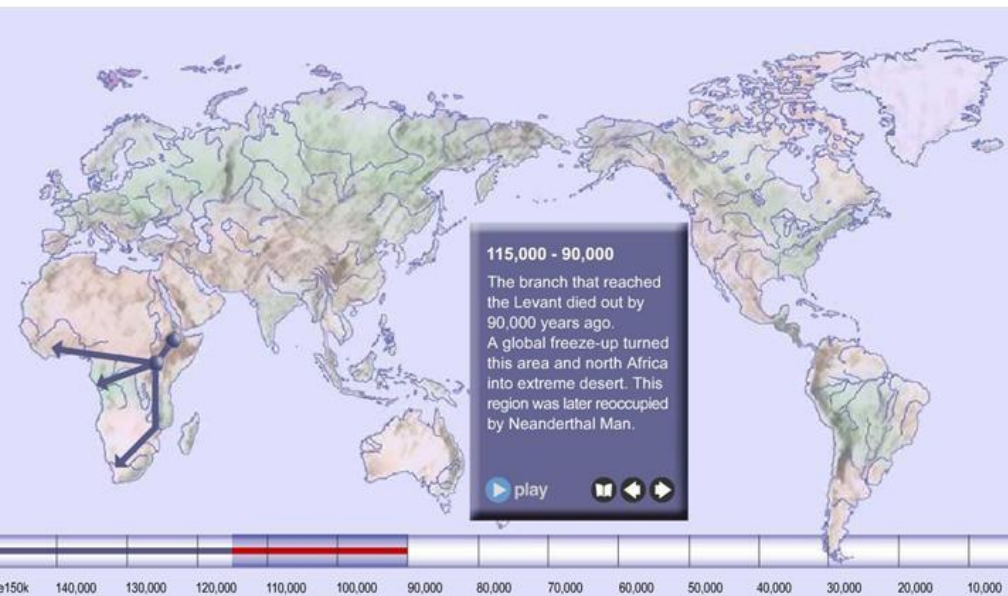 115,000 - 90,000
The branch that reached
the Levant died out by
90,000 years ago.
A global freeze-up turned
this area and north Africa
into extreme desert. This
region was later reoccupied
by Neanderthal Man.
play
e150k 140,000 130,000 120,000 110,000 100,000 90,000 80,000 70,000 60,000 50,000 40,000 30,000 20,000 10,000